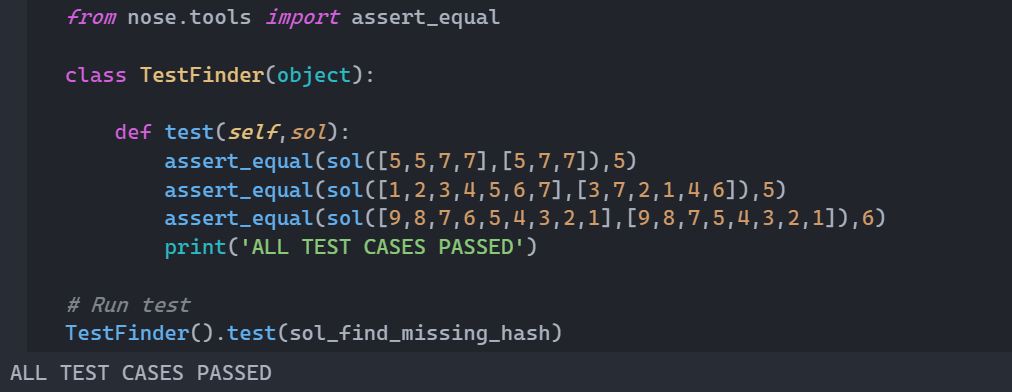 from nose.tools import assert_equal
class TestFinder(object):
def test(self,sol):
assert_equal(sol([5,5,7,7],[5,7,7]),5)
assert_equal(sol([1,2,3,4,5,6,7],[3,7,2,1,4,6]),5)
assert_equal(sol([9,8,7,6,5,4,3,2,1],[9,8,7,5,4,3,2,1]),6)
print('ALL TEST CASES PASSED')
# Run test
TestFinder().test(sol_find_missing_hash)
ALL TEST CASES PASSED